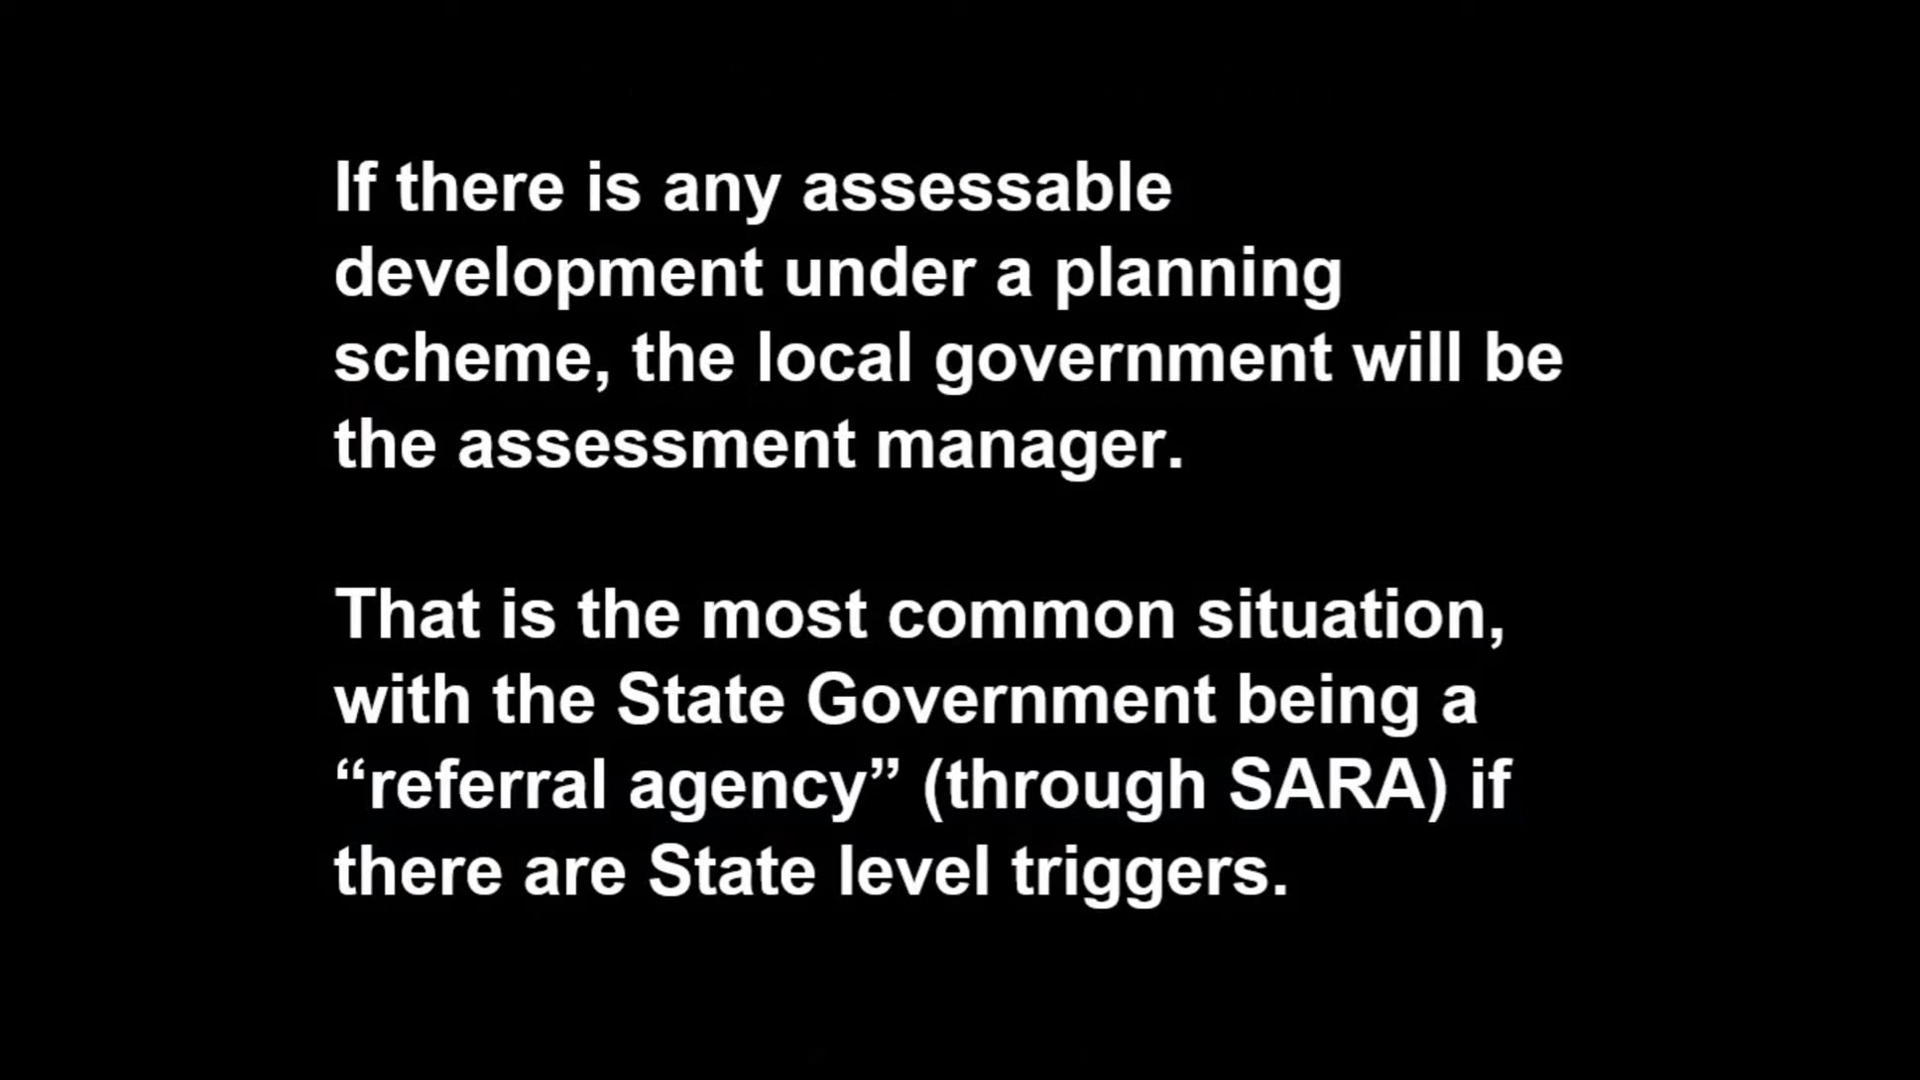 If there is any assessable
development under a planning
scheme, the local government will be
the assessment manager.
That is the most common situation,
with the State Government being a
“referral agency” (through SARA) if
there are State level triggers.